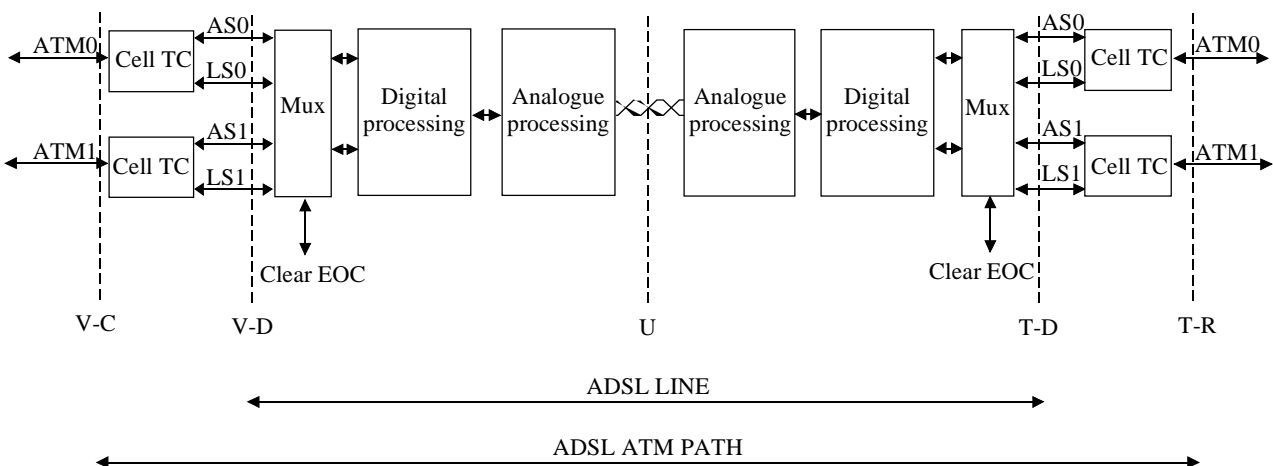 ATM0
Cell TC
AS0
LS0
ATM1
Cell TC
AS1
LS1
Mux
Clear EOC
Digital
processing
Analogue
processing
Analogue
processing
Digital
processing
Mux
Clear EOC
AS0
LS0
Cell TC
ATM0
AS1
LS1
Cell TC
ATM1
V-C
V-D
U
T-D
T-R
ADSL LINE
ADSL ATM PATH